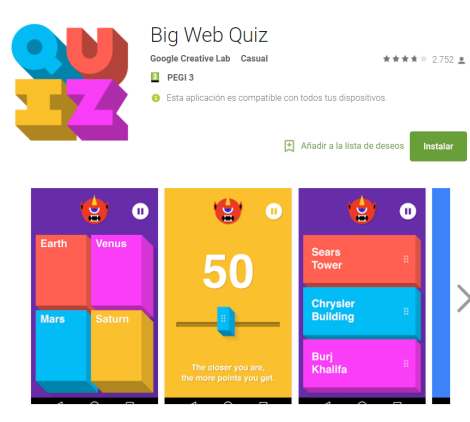 QU
IZ
Big Web Quiz
Google Creative Lab Casual
2.752
PEGI 3
Esta aplicación es compatible con todos tus dispositivos.
Añadir a la lista de deseos
Instalar
Earth
Venus
Mars
Saturn
50
The closer you are,
the more points you get.
Sears
Tower
Chrysler
Building
Burj
Khalifa